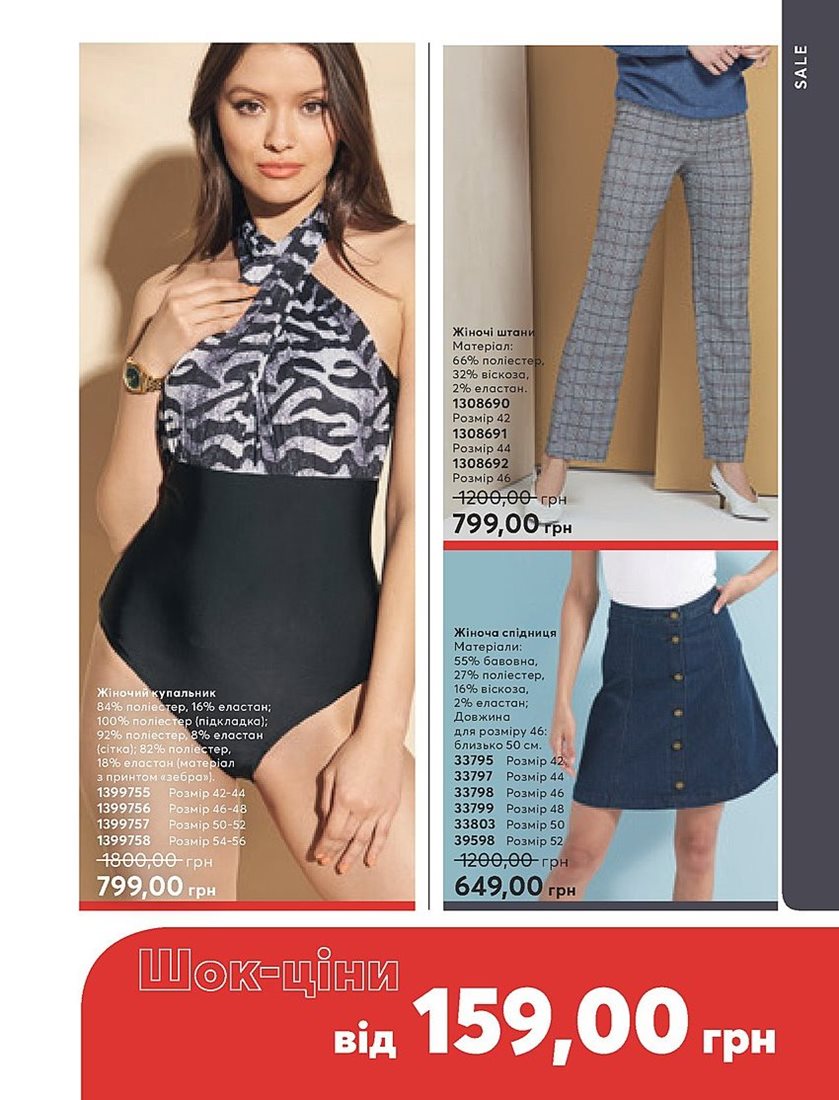 SALE
Жіночий купальник
84% поліестер, 16% еластан;
100% поліестер (підкладка);
92% поліестер, 8% еластан
(сітка); 82% поліестер,
18% еластан (матеріал
з принтом «зебра»).
1399755 Розмір 42-44
1399756 Розмір 46-48
1399757 Розмір 50-52
1399758 Розмір 54-56
1800,00 грн
799,00 грн
Жіночі штани
Матеріал:
66% поліестер,
32% віскоза,
2% еластан.
1308690
Розмір 42
1308691
Розмір 44
1308692
Розмір 46
1200,00 грн
799,00 грн
Жіноча спідниця
Матеріали:
55% бавовна,
27% поліестер,
16% віскоза,
2% еластан;
Довжина
для розміру 46:
близько 50 см.
33795 Розмір 42
33797 Розмір 44
33798 Розмір 46
33799 Розмір 48
33803 Розмір 50
39598 Розмір 52
1200,00 грн
649,00 грн
Шок-ціни
від 159,00 грн